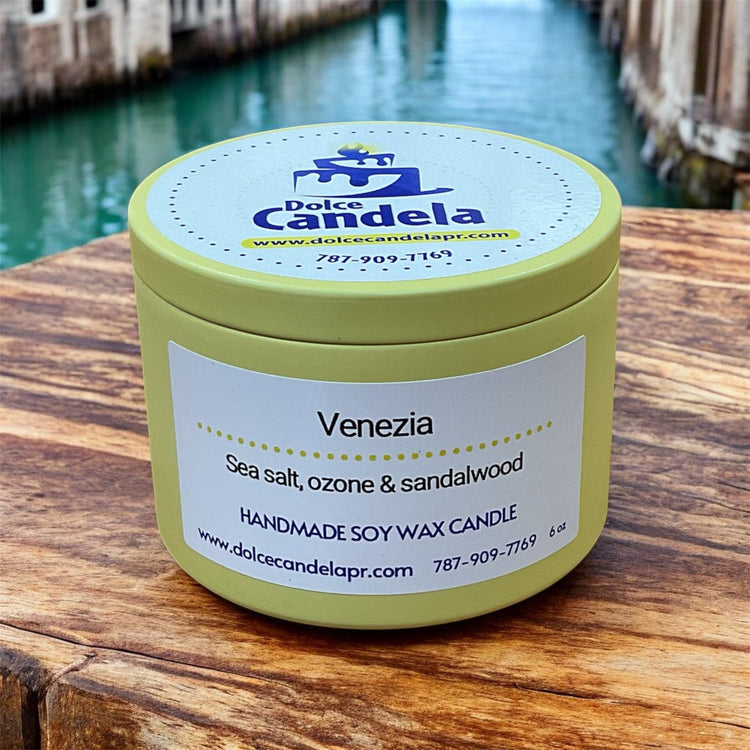 Dolce
Candela
www.dolcecandelapr.com
787-909-7769
Venezia
Sea salt, ozone & sandalwood
HANDMADE SOY WAX CANDLE
www.dolcecandelapr.com 787-909-7769 6 oz